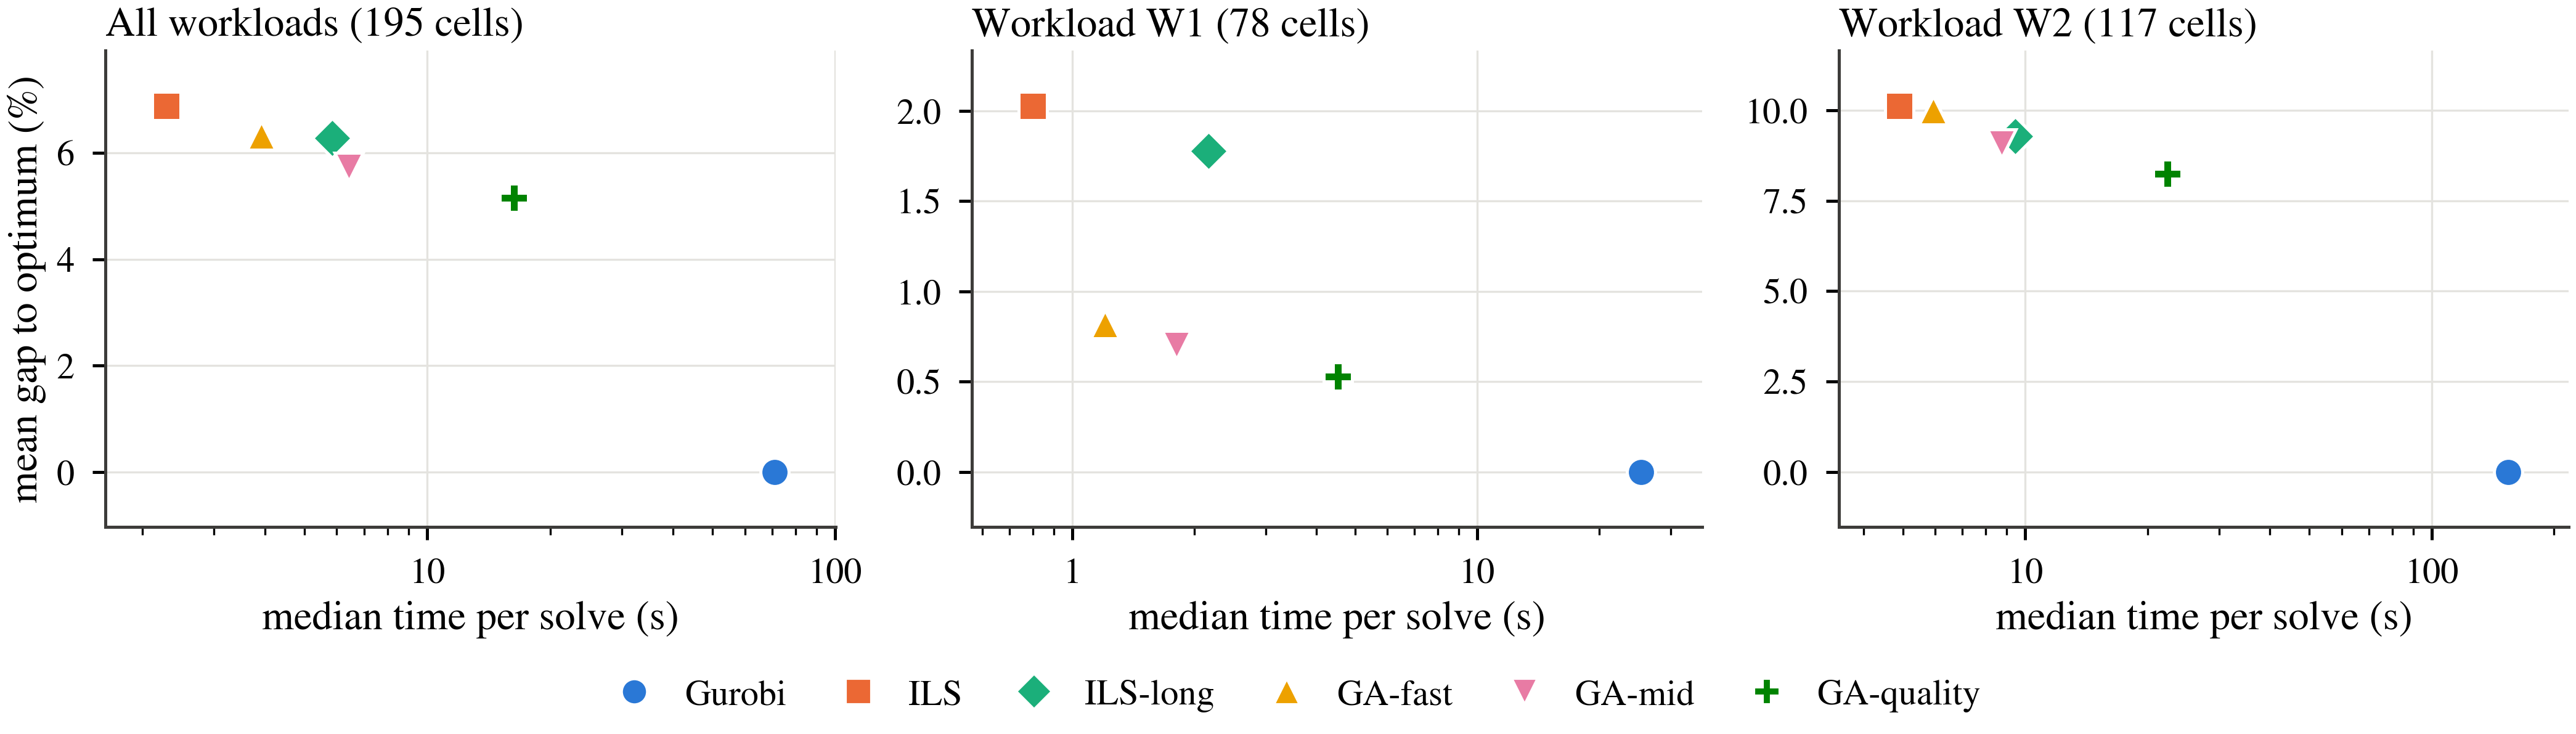 All workloads (195 cells)
Workload W1 (78 cells)
Workload W2 (117 cells)
mean gap to optimum (%)
6
4
2
0
10
100
median time per solve (s)
2.0
1.5
1.0
0.5
0.0
1
10
median time per solve (s)
10.0
7.5
5.0
2.5
0.0
10
100
median time per solve (s)
Gurobi
ILS
ILS-long
GA-fast
GA-mid
GA-quality